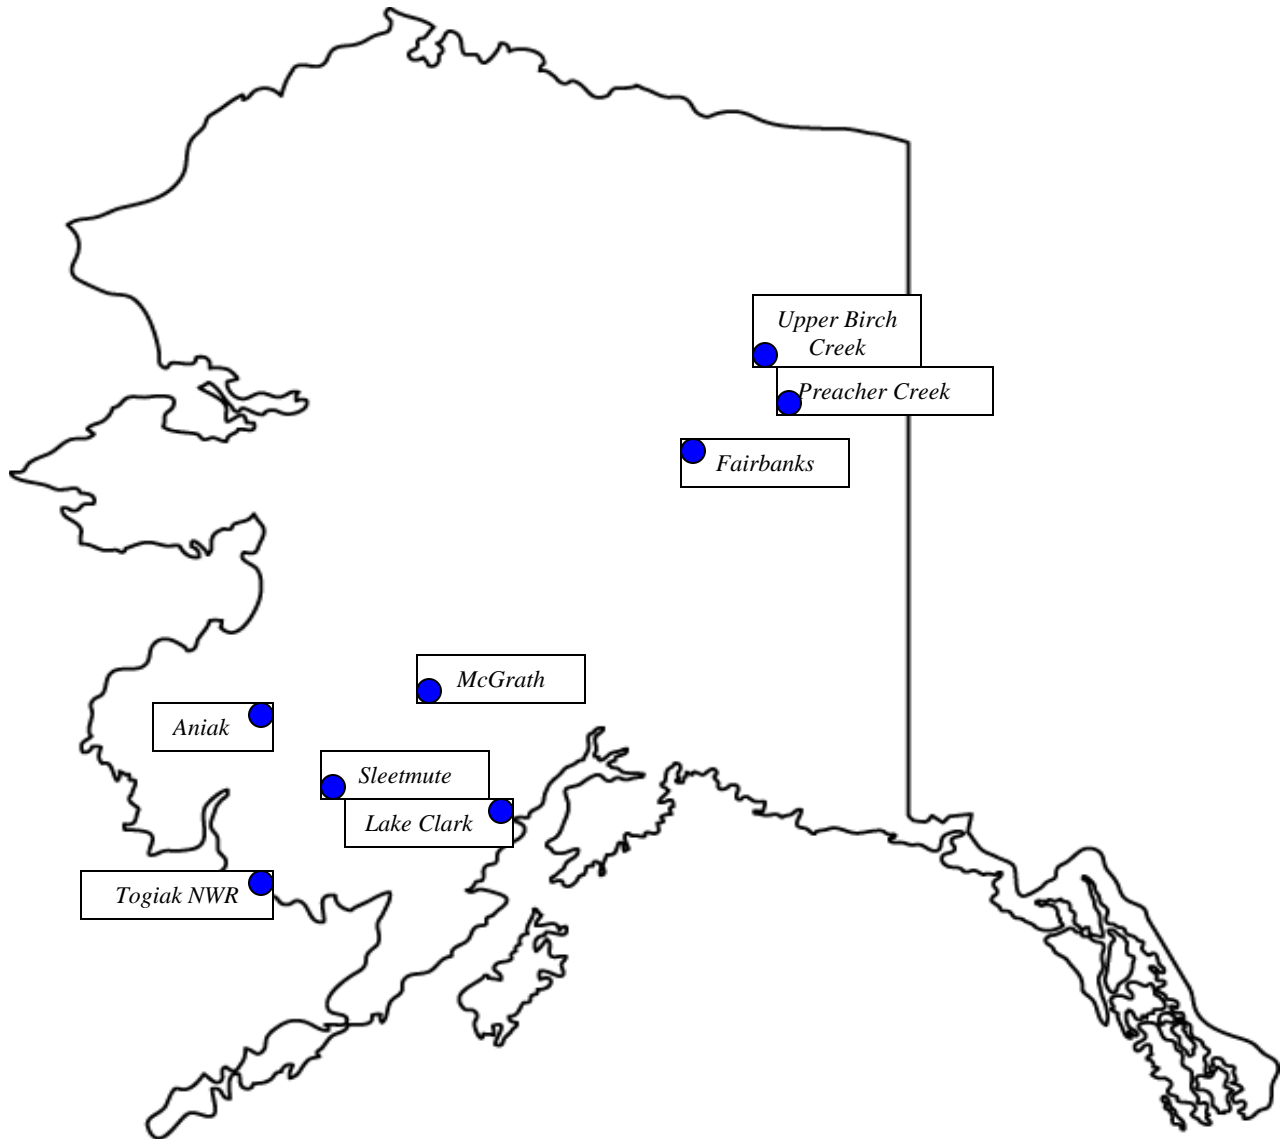 Upper Birch
Creek
Preacher Creek
Fairbanks
McGrath
Aniak
Sleetmute
Lake Clark
Togiak NWR